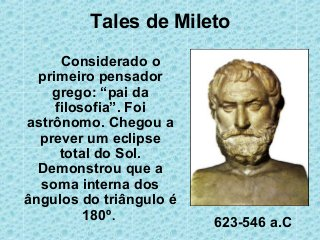 Tales de Mileto
Considerado o
primeiro pensador
grego: “pai da
filosofia”. Foi
astrônomo. Chegou a
prever um eclipse
total do Sol.
Demonstrou que a
soma interna dos
ângulos do triângulo é
180º.
623-546 a.C